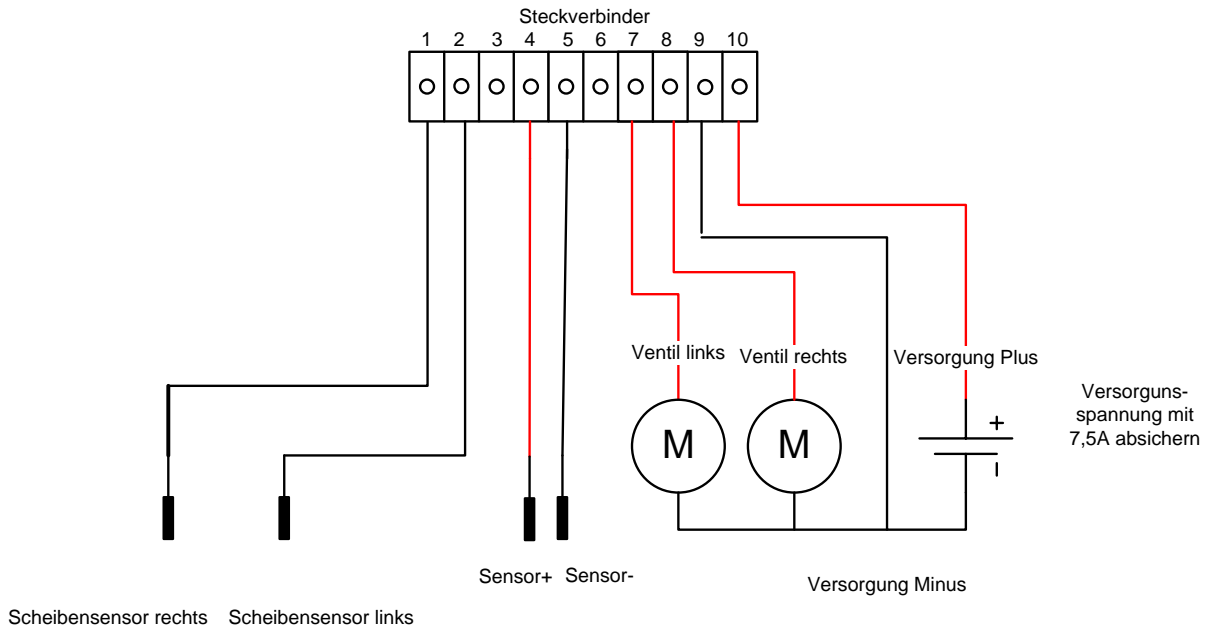 Steckverbinder
1 2 3 4 5 6 7 8 9 10
Ventil links
Ventil rechts
Versorgung Plus
Versorguns-
spannung mit
7,5A absichern
+
M
M
Sensor+
Sensor-
Versorgung Minus
Scheibensensor rechts
Scheibensensor links